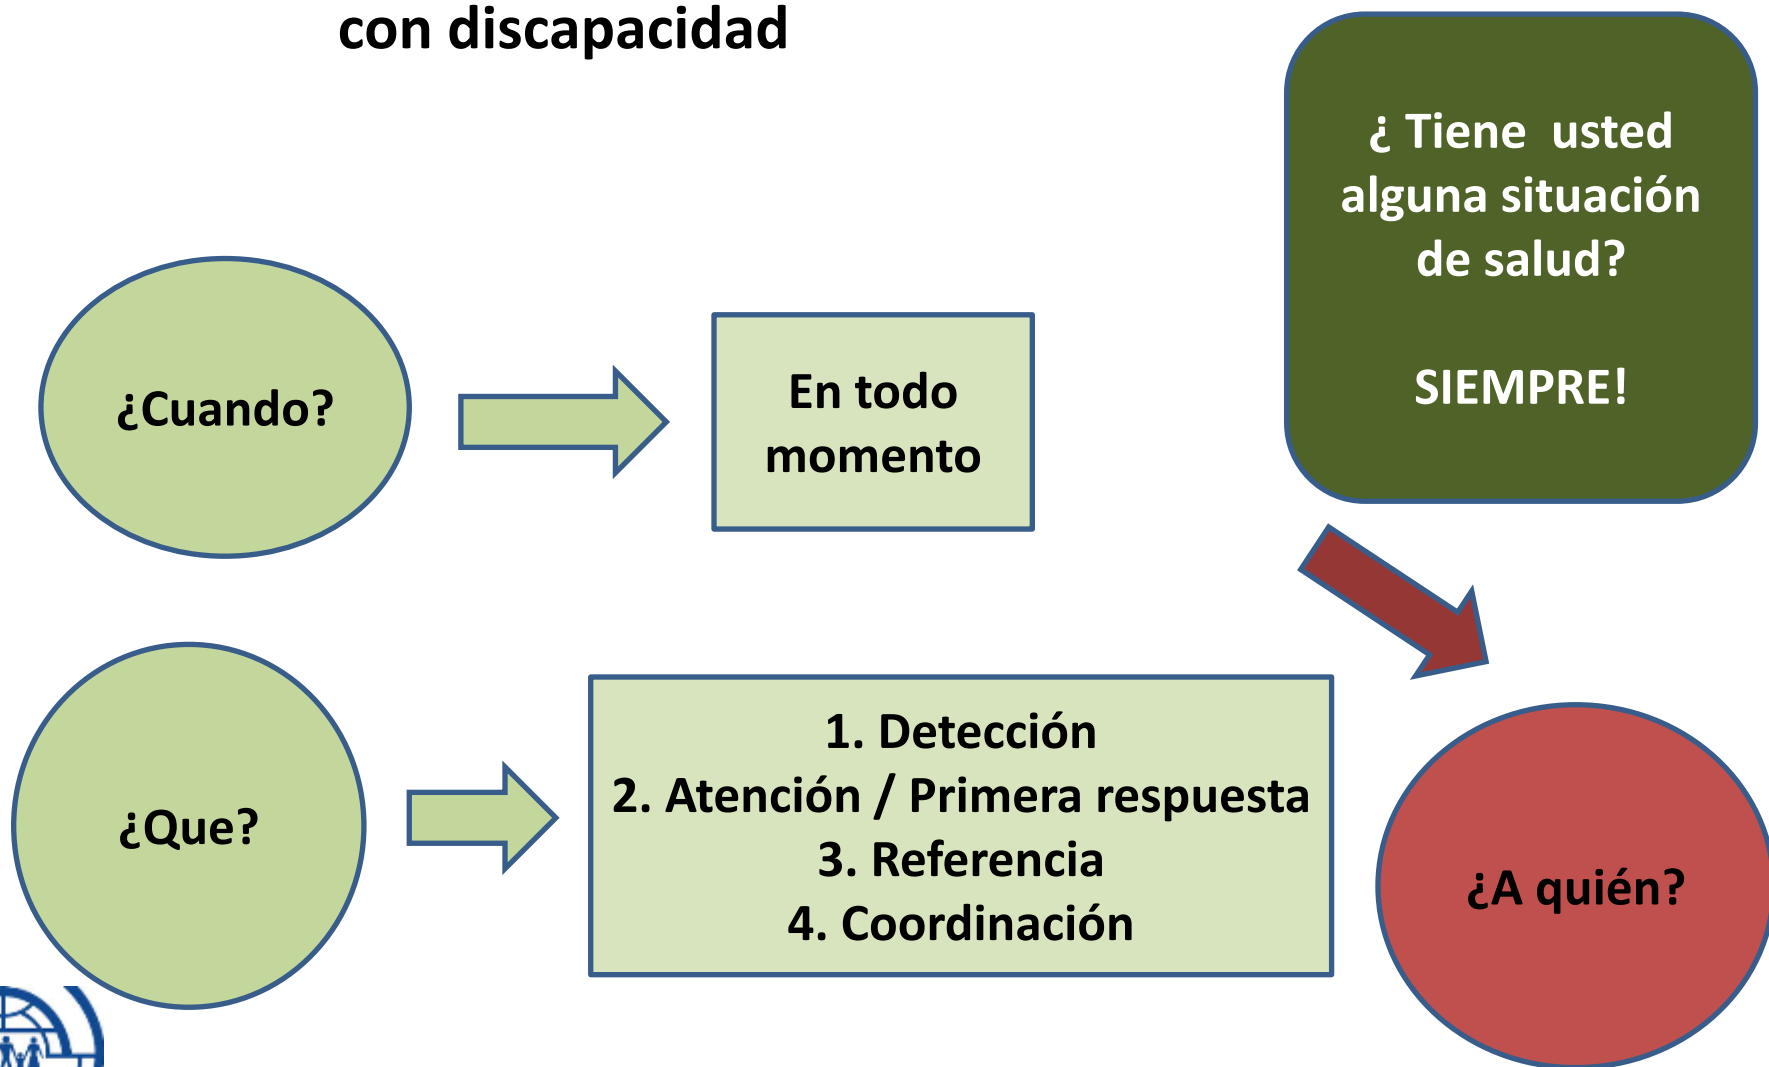 con discapacidad
¿ Tiene usted
alguna situación
de salud?
SIEMPRE!
¿Cuando?
En todo
momento
¿Que?
1. Detección
2. Atención / Primera respuesta
3. Referencia
4. Coordinación
¿A quién?